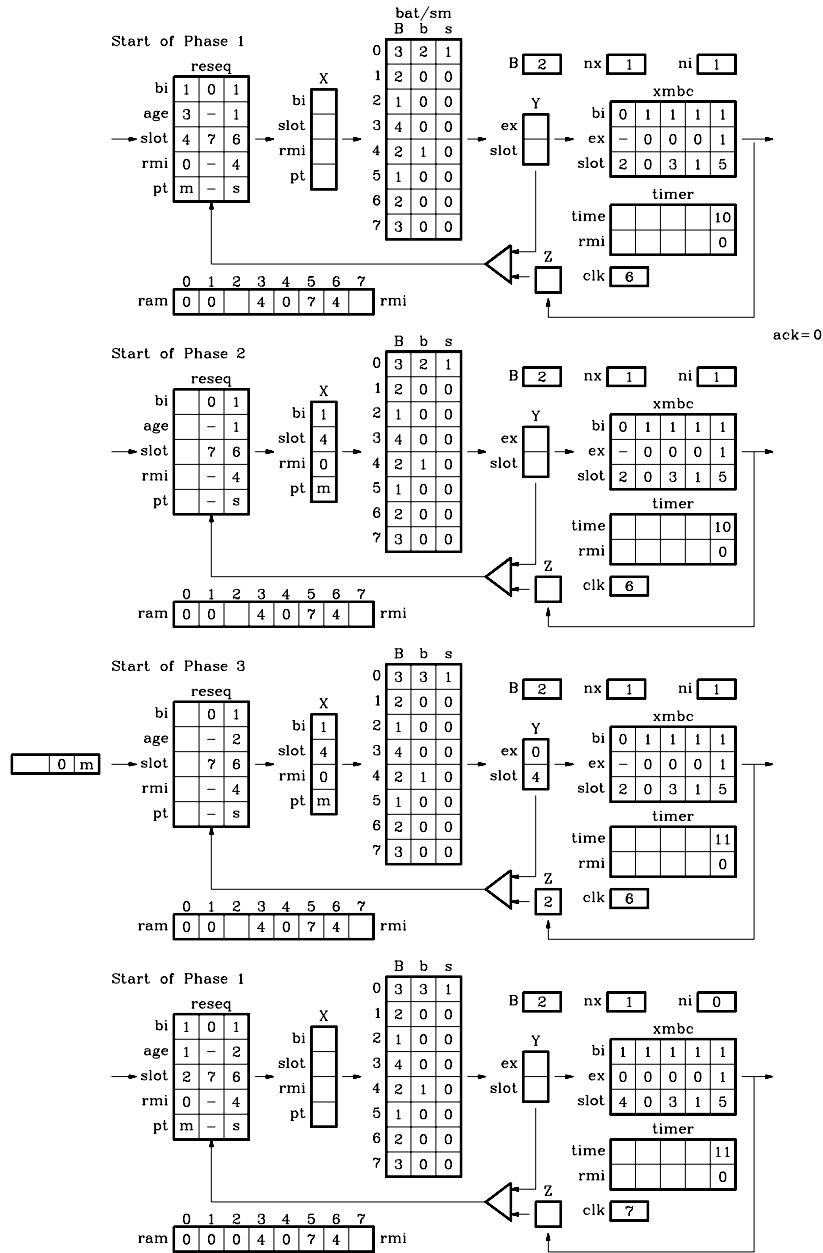 Start of Phase 1
reseq
bi 1 0 1
age 3 – 1
slot 4 7 6
rmi 0 – 4
pt m – s
X
bi
slot
rmi
pt
bat/sm
B b s
0 3 2 1
1 2 0 0
2 1 0 0
3 4 0 0
4 2 1 0
5 1 0 0
6 2 0 0
7 3 0 0
Y
ex
slot
B 2 nx 1 ni 1
xmbc
bi 0 1 1 1 1
ex – 0 0 0 1
slot 2 0 3 1 5
timer
time 10
rmi 0
Z
clk 6
0 1 2 3 4 5 6 7
ram 0 0 4 0 7 4 rmi
ack=0
Start of Phase 2
reseq
bi 0 1
age – 1
slot 7 6
rmi – 4
pt – s
X
bi 1
slot 4
rmi 0
pt m
B b s
0 3 2 1
1 2 0 0
2 1 0 0
3 4 0 0
4 2 1 0
5 1 0 0
6 2 0 0
7 3 0 0
Y
ex
slot
B 2 nx 1 ni 1
xmbc
bi 0 1 1 1 1
ex – 0 0 0 1
slot 2 0 3 1 5
timer
time 10
rmi 0
Z
clk 6
0 1 2 3 4 5 6 7
ram 0 0 4 0 7 4 rmi
Start of Phase 3
0 m
reseq
bi 0 1
age – 2
slot 7 6
rmi – 4
pt – s
X
bi 1
slot 4
rmi 0
pt m
B b s
0 3 3 1
1 2 0 0
2 1 0 0
3 4 0 0
4 2 1 0
5 1 0 0
6 2 0 0
7 3 0 0
Y
ex 0
slot 4
B 2 nx 1 ni 1
xmbc
bi 0 1 1 1 1
ex – 0 0 0 1
slot 2 0 3 1 5
timer
time 11
rmi 0
Z
2
clk 6
0 1 2 3 4 5 6 7
ram 0 0 4 0 7 4 rmi
Start of Phase 1
reseq
bi 1 0 1
age 1 – 2
slot 2 7 6
rmi 0 – 4
pt m – s
X
bi
slot
rmi
pt
B b s
0 3 3 1
1 2 0 0
2 1 0 0
3 4 0 0
4 2 1 0
5 1 0 0
6 2 0 0
7 3 0 0
Y
ex
slot
B 2 nx 1 ni 0
xmbc
bi 1 1 1 1 1
ex 0 0 0 0 1
slot 4 0 3 1 5
timer
time 11
rmi 0
Z
clk 7
0 1 2 3 4 5 6 7
ram 0 0 0 4 0 7 4 rmi